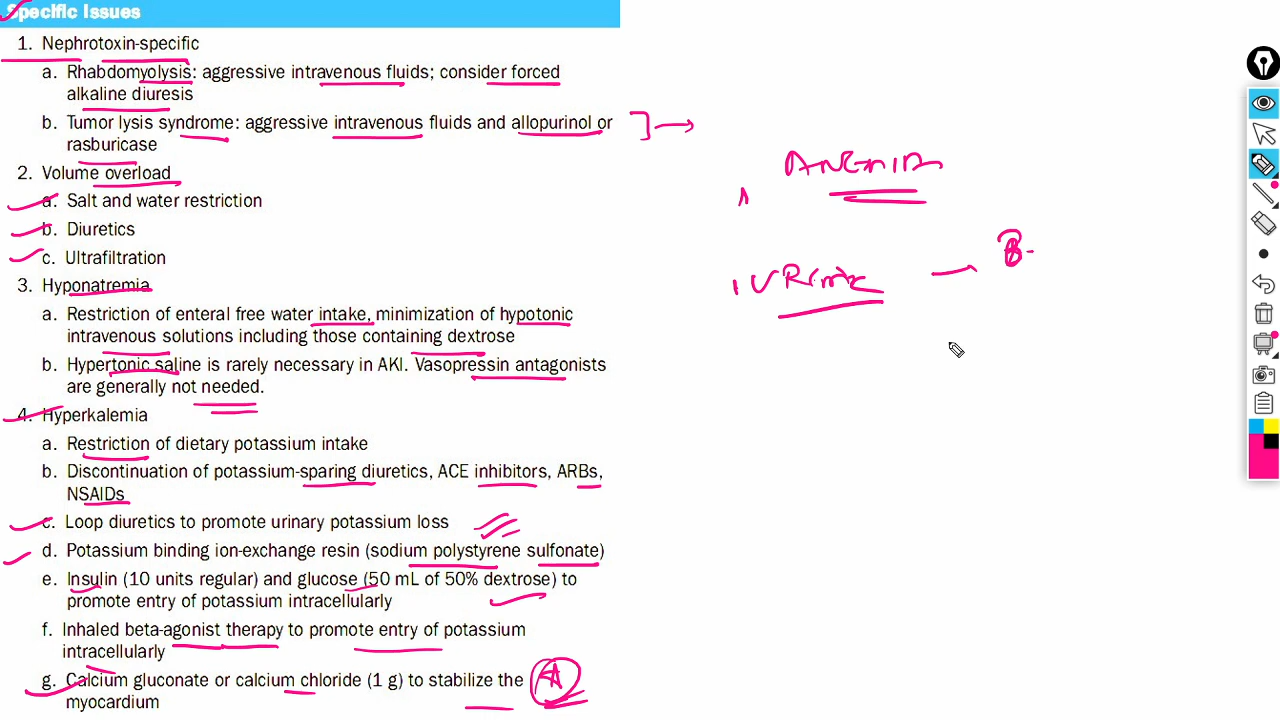 Specific Issues
1. Nephrotoxin-specific
a. Rhabdomyolysis: aggressive intravenous fluids; consider forced
alkaline diuresis
b. Tumor lysis syndrome: aggressive intravenous fluids and allopurinol or
rasburicase
2. Volume overload
a. Salt and water restriction
b. Diuretics
c. Ultrafiltration
3. Hyponatremia
a. Restriction of enteral free water intake, minimization of hypotonic
intravenous solutions including those containing dextrose
b. Hypertonic saline is rarely necessary in AKI. Vasopressin antagonists
are generally not needed.
4. Hyperkalemia
a. Restriction of dietary potassium intake
b. Discontinuation of potassium-sparing diuretics, ACE inhibitors, ARBs,
NSAIDs
c. Loop diuretics to promote urinary potassium loss
d. Potassium binding ion-exchange resin (sodium polystyrene sulfonate)
e. Insulin (10 units regular) and glucose (50 mL of 50% dextrose) to
promote entry of potassium intracellularly
f. Inhaled beta-agonist therapy to promote entry of potassium
intracellularly
g. Calcium gluconate or calcium chloride (1 g) to stabilize the
myocardium
Anemia